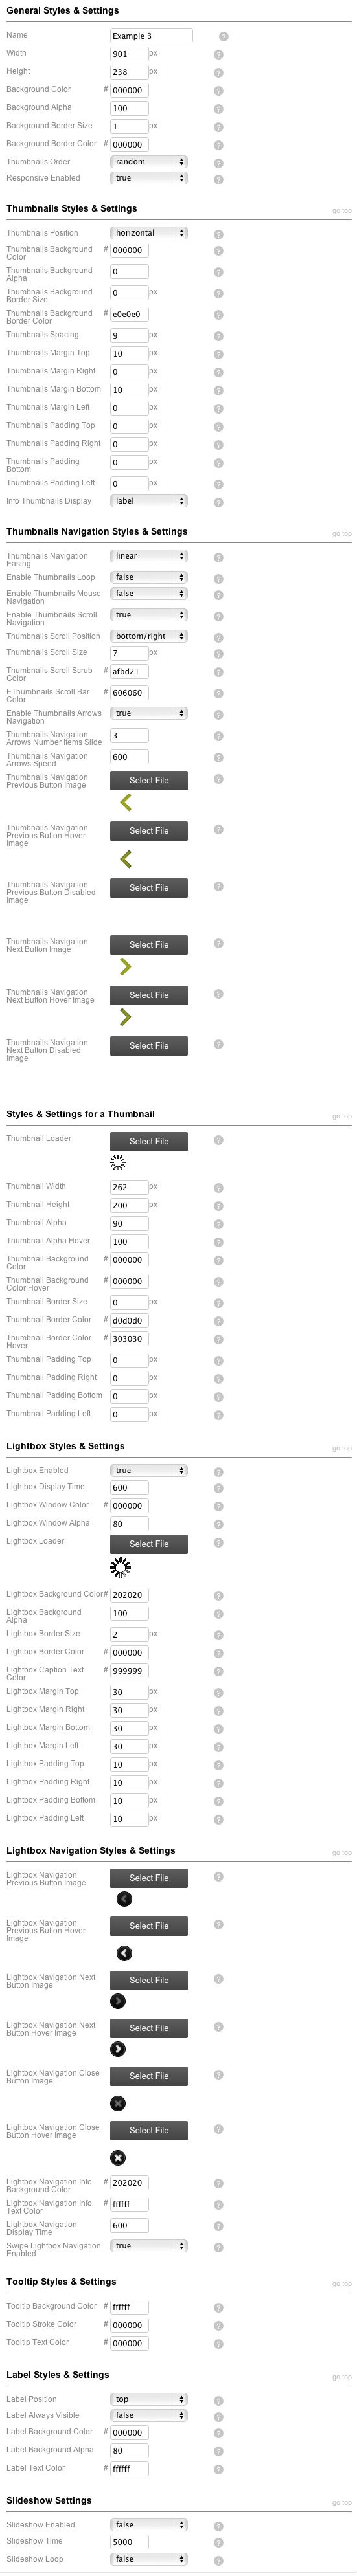 General Styles & Settings
Name Example 3 ?
Width 901 px ?
Height 238 px ?
Background Color # 000000 ?
Background Alpha 100 ?
Background Border Size 1 px ?
Background Border Color # 000000 ?
Thumbnails Order random ?
Responsive Enabled true ?
Thumbnails Styles & Settings go top
Thumbnails Position horizontal ?
Thumbnails Background # 000000 ?
Color
Thumbnails Background 0 ?
Alpha
Thumbnails Background 0 px ?
Border Size
Thumbnails Background # e0e0e0 ?
Border Color
Thumbnails Spacing 9 px ?
Thumbnails Margin Top 10 px ?
Thumbnails Margin Right 0 px ?
Thumbnails Margin Bottom 10 px ?
Thumbnails Margin Left 0 px ?
Thumbnails Padding Top 0 px ?
Thumbnails Padding Right 0 px ?
Thumbnails Padding 0 px ?
Bottom
Thumbnails Padding Left 0 px ?
Info Thumbnails Display label ?
Thumbnails Navigation Styles & Settings go top
Thumbnails Navigation linear ?
Easing
Enable Thumbnails Loop false ?
Enable Thumbnails Mouse false ?
Navigation
Enable Thumbnails Scroll true ?
Navigation
Thumbnails Scroll Position bottom/right ?
Thumbnails Scroll Size 7 px ?
Thumbnails Scroll Scrub # afbd21 ?
Color
EThumbnails Scroll Bar # 606060 ?
Color
Enable Thumbnails Arrows true ?
Navigation
Thumbnails Navigation 3 ?
Arrows Number Items Slide
Thumbnails Navigation 600 ?
Arrows Speed
Thumbnails Navigation Select File ?
Previous Button Image
Thumbnails Navigation Select File ?
Previous Button Hover
Image
Thumbnails Navigation Select File ?
Previous Button Disabled
Image
Thumbnails Navigation Select File ?
Next Button Image
Thumbnails Navigation Select File ?
Next Button Hover Image
Thumbnails Navigation Select File ?
Next Button Disabled
Image
Styles & Settings for a Thumbnail go top
Thumbnail Loader Select File ?
Thumbnail Width 262 px ?
Thumbnail Height 200 px ?
Thumbnail Alpha 90 ?
Thumbnail Alpha Hover 100 ?
Thumbnail Background # 000000 ?
Color
Thumbnail Background # 000000 ?
Color Hover
Thumbnail Border Size 0 px ?
Thumbnail Border Color # d0d0d0 ?
Thumbnail Border Color # 303030 ?
Hover
Thumbnail Padding Top 0 px ?
Thumbnail Padding Right 0 px ?
Thumbnail Padding Bottom 0 px ?
Thumbnail Padding Left 0 px ?
Lightbox Styles & Settings go top
Lightbox Enabled true ?
Lightbox Display Time 600 ?
Lightbox Window Color # 000000 ?
Lightbox Window Alpha 80 ?
Lightbox Loader Select File ?
Lightbox Background Color # 202020 ?
Lightbox Background 100 ?
Alpha
Lightbox Border Size 2 px ?
Lightbox Border Color # 000000 ?
Lightbox Caption Text # 999999 ?
Color
Lightbox Margin Top 30 px ?
Lightbox Margin Right 30 px ?
Lightbox Margin Bottom 30 px ?
Lightbox Margin Left 30 px ?
Lightbox Padding Top 10 px ?
Lightbox Padding Right 10 px ?
Lightbox Padding Bottom 10 px ?
Lightbox Padding Left 10 px ?
Lightbox Navigation Styles & Settings go top
Lightbox Navigation Select File ?
Previous Button Image
Lightbox Navigation Select File ?
Previous Button Hover
Image
Lightbox Navigation Next Select File ?
Button Image
Lightbox Navigation Next Select File ?
Button Hover Image
Lightbox Navigation Close Select File ?
Button Image
Lightbox Navigation Close Select File ?
Button Hover Image
Lightbox Navigation Info # 202020 ?
Background Color
Lightbox Navigation Info # ffffff ?
Text Color
Lightbox Navigation 600 ?
Display Time
Swipe Lightbox Navigation true ?
Enabled
Tooltip Styles & Settings go top
Tooltip Background Color # ffffff ?
Tooltip Stroke Color # 000000 ?
Tooltip Text Color # 000000 ?
Label Styles & Settings go top
Label Position top ?
Label Always Visible false ?
Label Background Color # 000000 ?
Label Background Alpha 80 ?
Label Text Color # ffffff ?
Slideshow Settings go top
Slideshow Enabled false ?
Slideshow Time 5000 ?
Slideshow Loop false ?